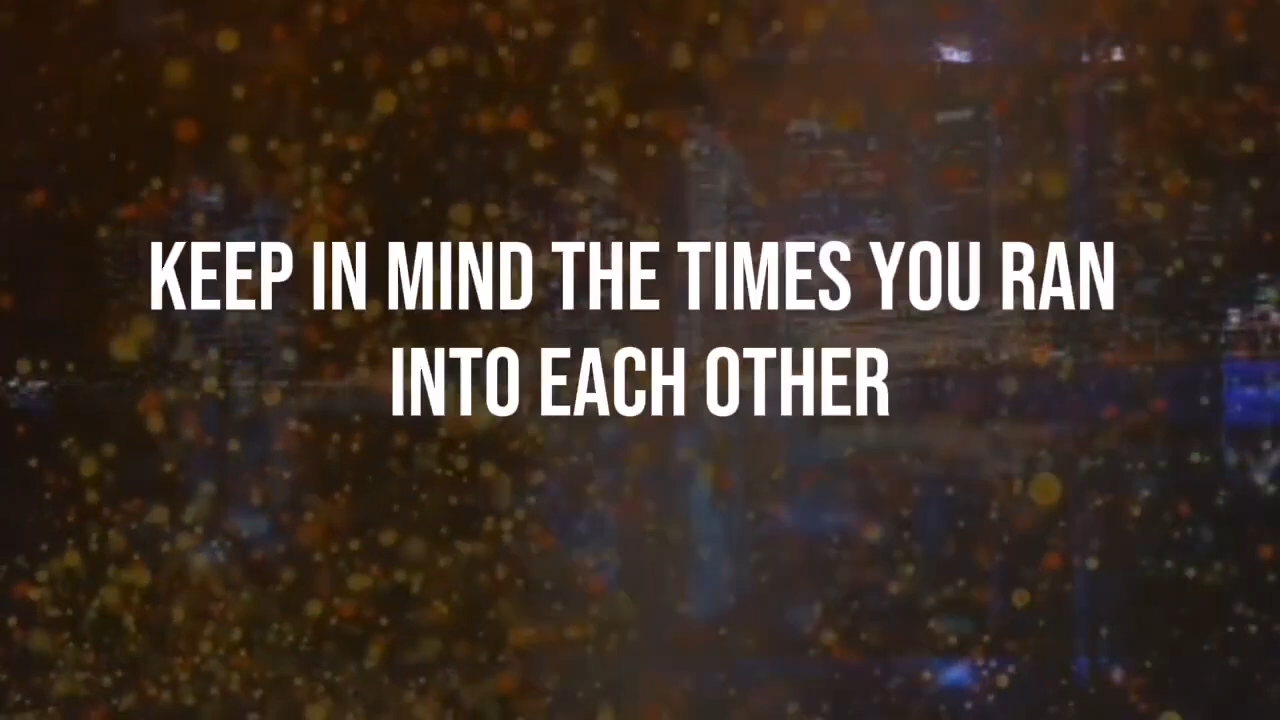 KEEP IN MIND THE TIMES YOU RAN
INTO EACH OTHER